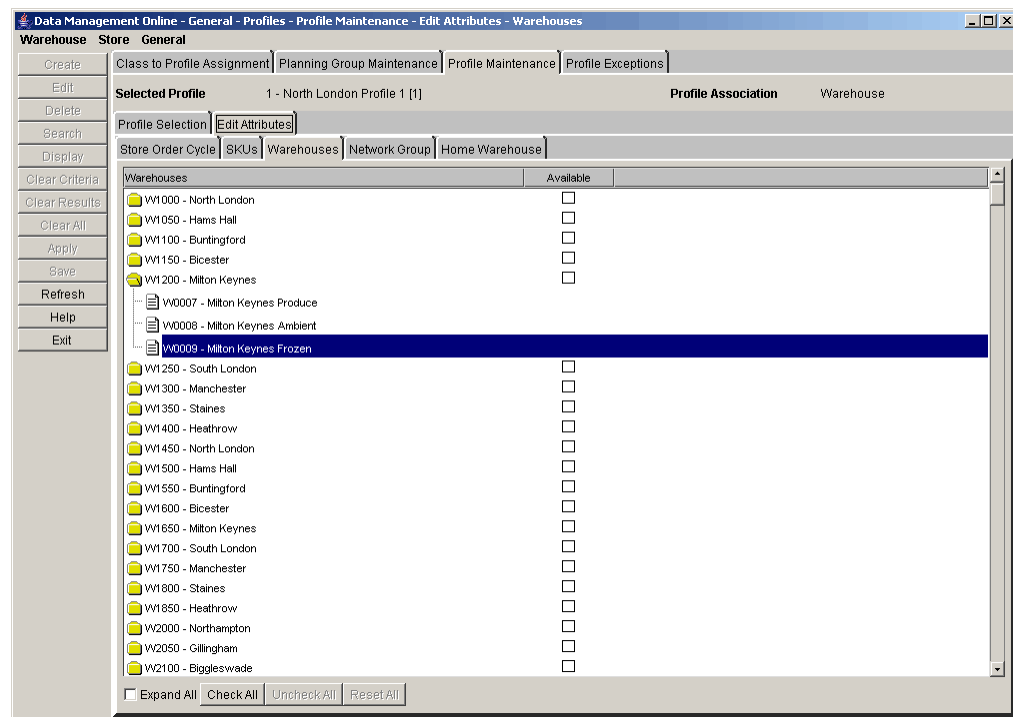 Data Management Online - General - Profiles - Profile Maintenance - Edit Attributes - Warehouses
Warehouse Store General
Create
Edit
Delete
Search
Display
Clear Criteria
Clear Results
Clear All
Apply
Save
Refresh
Help
Exit
Class to Profile Assignment Planning Group Maintenance Profile Maintenance Profile Exceptions
Selected Profile 1 - North London Profile 1 [1] Profile Association Warehouse
Profile Selection Edit Attributes
Store Order Cycle SKUs Warehouses Network Group Home Warehouse
Warehouses Available
W1000 - North London
W1050 - Hams Hall
W1100 - Buntingford
W1150 - Bicester
W1200 - Milton Keynes
W0007 - Milton Keynes Produce
W0008 - Milton Keynes Ambient
W0009 - Milton Keynes Frozen
W1250 - South London
W1300 - Manchester
W1350 - Staines
W1400 - Heathrow
W1450 - North London
W1500 - Hams Hall
W1550 - Buntingford
W1600 - Bicester
W1650 - Milton Keynes
W1700 - South London
W1750 - Manchester
W1800 - Staines
W1850 - Heathrow
W2000 - Northampton
W2050 - Gillingham
W2100 - Biggleswade
Expand All Check All Uncheck All Reset All